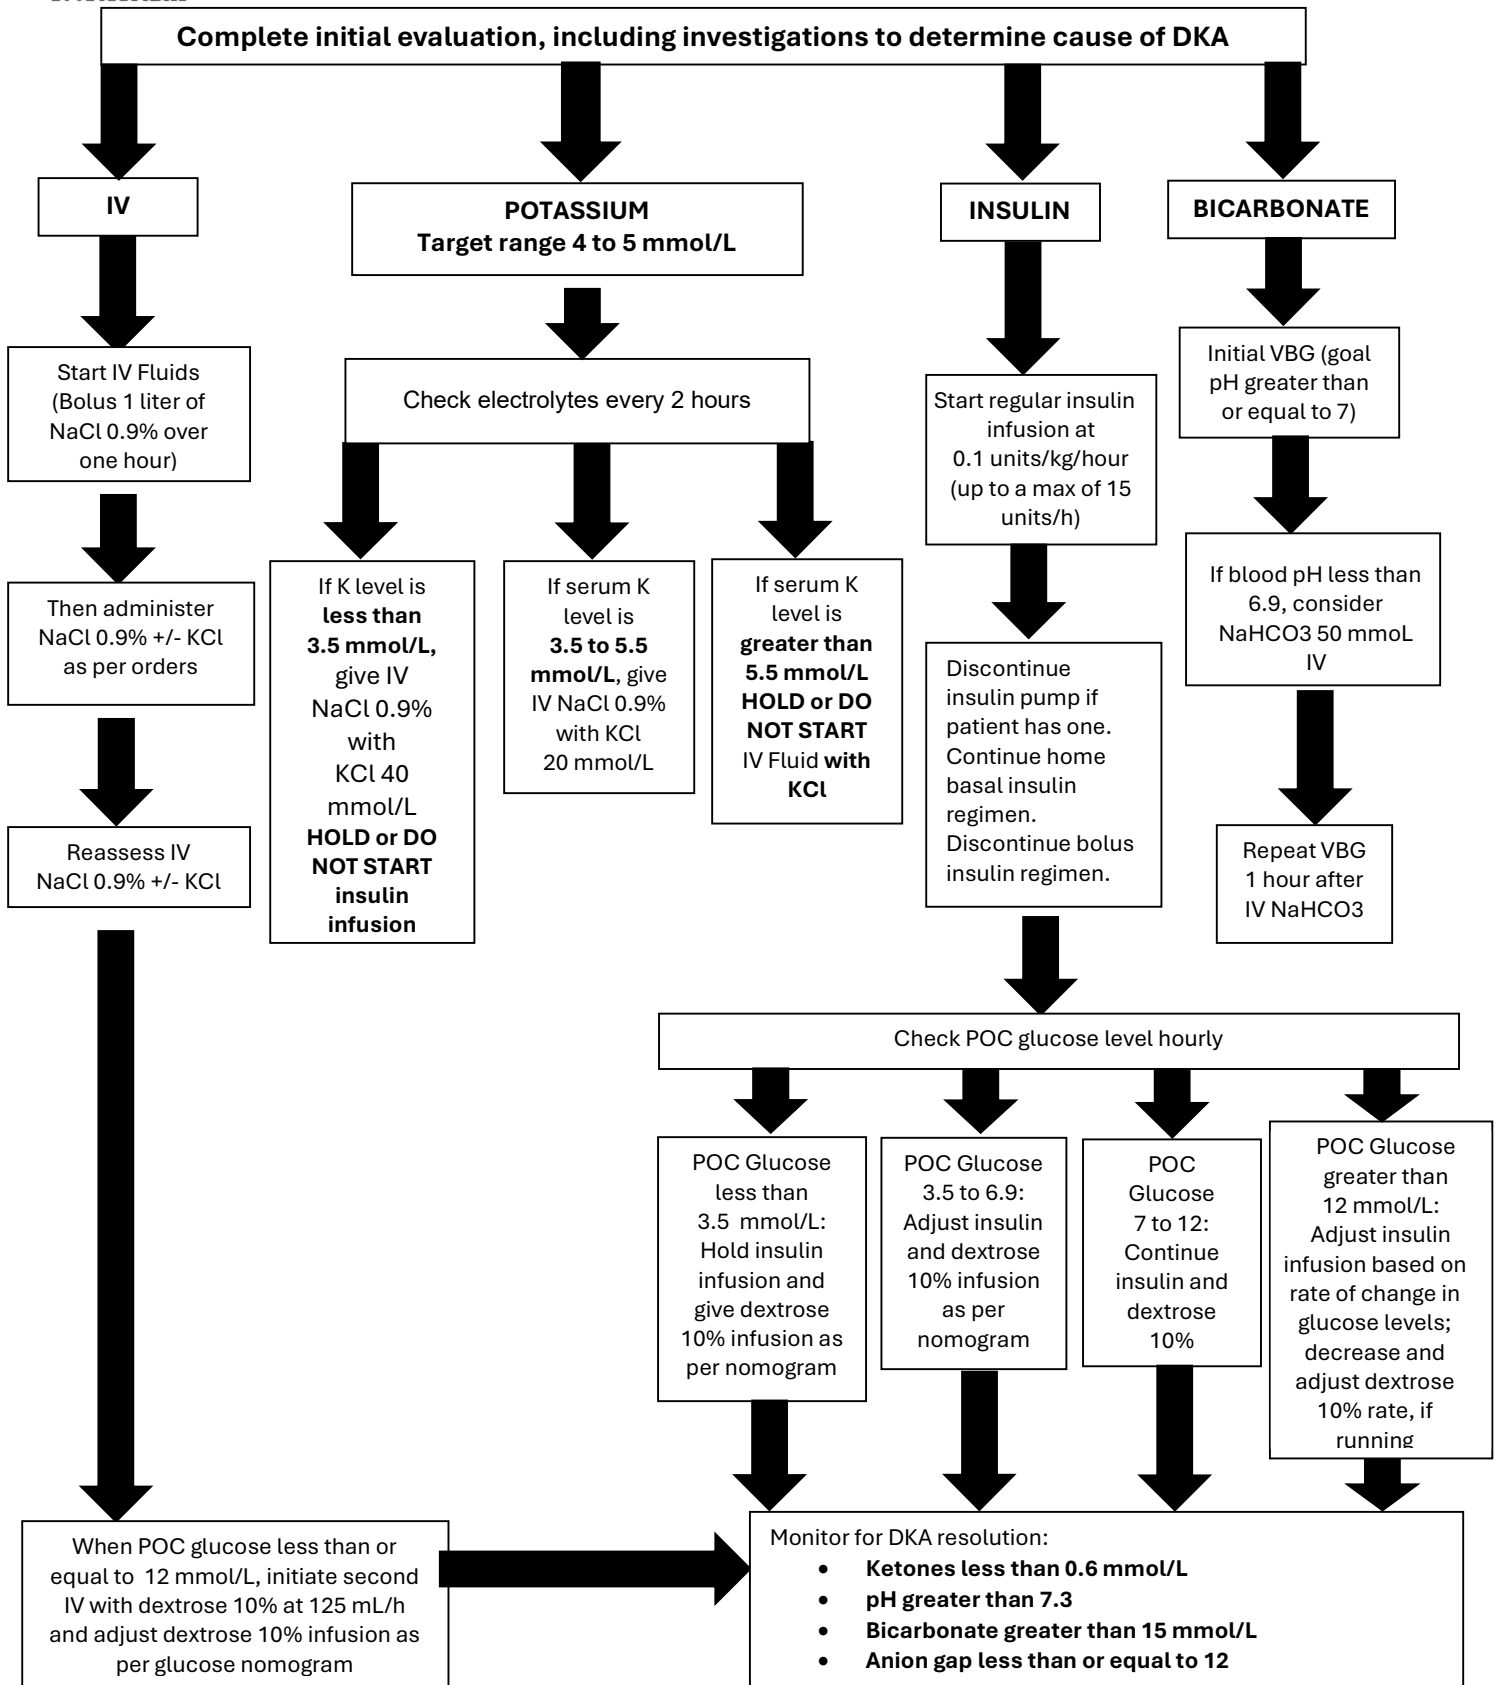 Complete initial evaluation, including investigations to determine cause of DKA
IV
POTASSIUM
Target range 4 to 5 mmol/L
INSULIN
BICARBONATE
Start IV Fluids
(Bolus 1 liter of
NaCl 0.9% over
one hour)
Then administer
NaCl 0.9% +/- KCl
as per orders
Reassess IV
NaCl 0.9% +/- KCl
Check electrolytes every 2 hours
If K level is
less than
3.5 mmol/L,
give IV
NaCl 0.9%
with
KCl 40
mmol/L
HOLD or DO
NOT START
insulin
infusion
If serum K
level is
3.5 to 5.5
mmol/L, give
IV NaCl 0.9%
with KCl
20 mmol/L
If serum K
level is
greater than
5.5 mmol/L
HOLD or DO
NOT START
IV Fluid with
KCl
Start regular insulin
infusion at
0.1 units/kg/hour
(up to a max of 15
units/h)
Discontinue
insulin pump if
patient has one.
Continue home
basal insulin
regimen.
Discontinue bolus
insulin regimen.
Initial VBG (goal
pH greater than
or equal to 7)
If blood pH less than
6.9, consider
NaHCO3 50 mmoL
IV
Repeat VBG
1 hour after
IV NaHCO3
Check POC glucose level hourly
POC Glucose
less than
3.5 mmol/L:
Hold insulin
infusion and
give dextrose
10% infusion as
per nomogram
POC Glucose
3.5 to 6.9:
Adjust insulin
and dextrose
10% infusion
as per
nomogram
POC
Glucose
7 to 12:
Continue
insulin and
dextrose
10%
POC Glucose
greater than
12 mmol/L:
Adjust insulin
infusion based on
rate of change in
glucose levels;
decrease and
adjust dextrose
10% rate, if
running
When POC glucose less than or
equal to 12 mmol/L, initiate second
IV with dextrose 10% at 125 mL/h
and adjust dextrose 10% infusion as
per glucose nomogram
Monitor for DKA resolution:
• Ketones less than 0.6 mmol/L
• pH greater than 7.3
• Bicarbonate greater than 15 mmol/L
• Anion gap less than or equal to 12